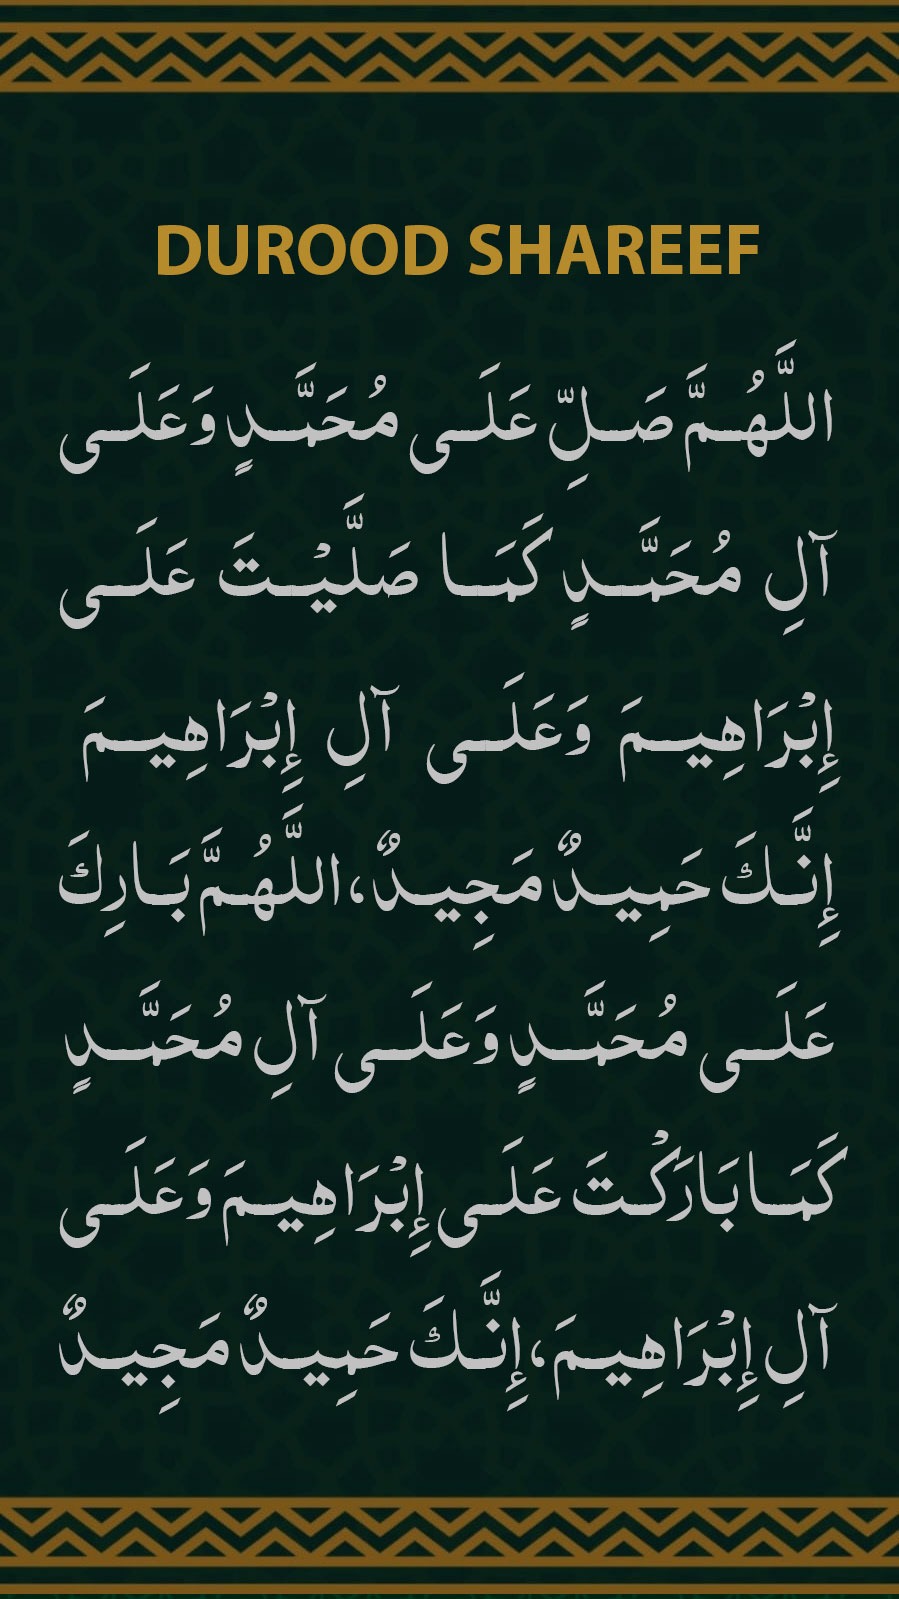 DUROOD SHAREEF
اللَّهُمَّ صَلِّ عَلَى مُحَمَّدٍ وَعَلَى
آلِ مُحَمَّدٍ كَمَا صَلَّيْتَ عَلَى
إِبْرَاهِيمَ وَعَلَى آلِ إِبْرَاهِيمَ
إِنَّكَ حَمِيدٌ مَجِيدٌ، اللَّهُمَّ بَارِكَ
عَلَى مُحَمَّدٍ وَعَلَى آلِ مُحَمَّدٍ
كَمَا بَارَكْتَ عَلَى إِبْرَاهِيمَ وَعَلَى
آلِ إِبْرَاهِيمَ، إِنَّكَ حَمِيدٌ مَجِيدٌ